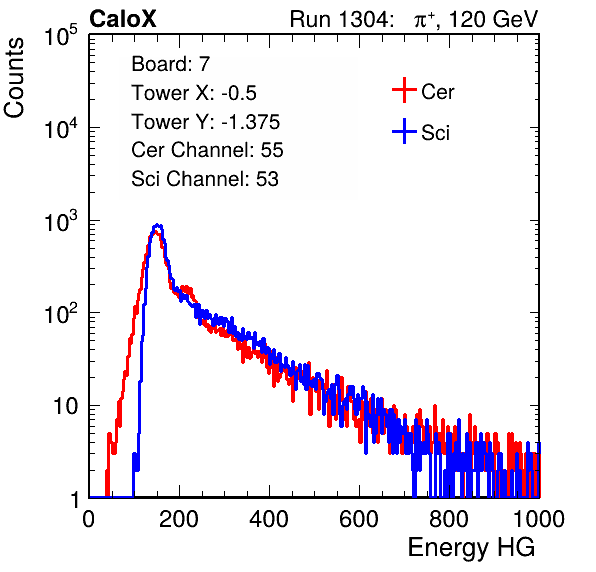 CaloX Run 1304: π⁺, 120 GeV
Counts
10⁵
10⁴
10³
10²
10
1
Board: 7
Tower X: -0.5
Tower Y: -1.375
Cer Channel: 55
Sci Channel: 53
Cer
Sci
0 200 400 600 800 1000
Energy HG